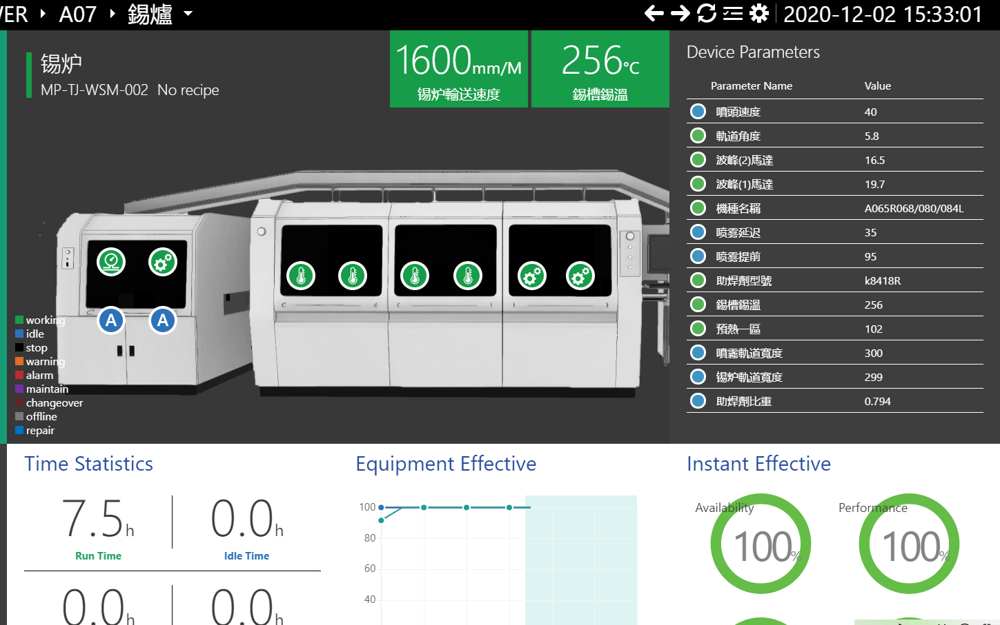 VER A07 錫爐 2020-12-02 15:33:01
锡炉
MP-TJ-WSM-002 No recipe
1600mm/M
锡炉輸送速度
256°C
錫槽錫溫
Device Parameters
Parameter Name Value
噴頭速度 40
軌道角度 5.8
波峰(2)馬達 16.5
波峰(1)馬達 19.7
機種名稱 A065R068/080/084L
喷雾延迟 35
喷雾提前 95
助焊劑型號 k8418R
錫槽錫溫 256
預熱一區 102
噴霧軌道寬度 300
锡炉軌道寬度 299
助焊劑比重 0.794
A A
working
idle
stop
warning
alarm
maintain
changeover
offline
repair
Time Statistics
7.5h
Run Time
0.0h
Idle Time
0.0h
0.0h
Equipment Effective
100
80
60
40
Instant Effective
Availability
100%
Performance
100%